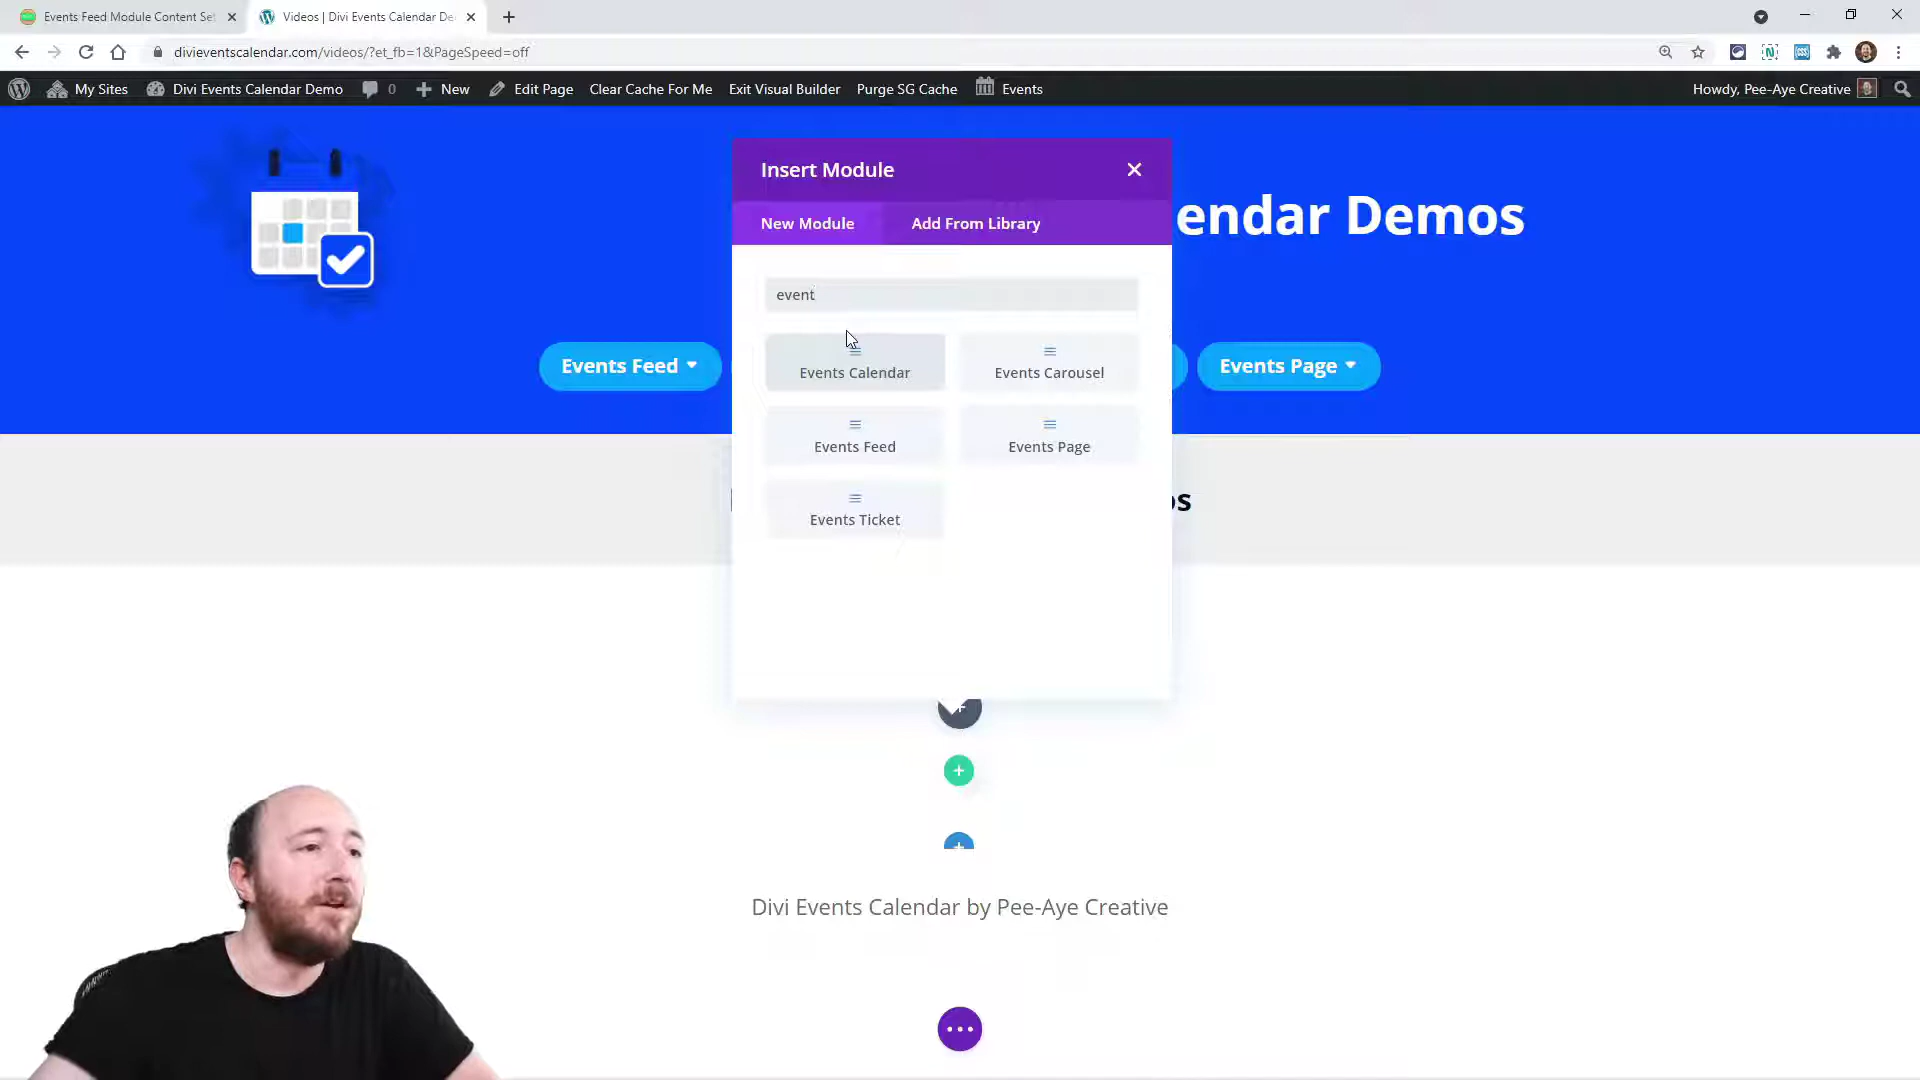 Events Feed Module Content Set
Videos | Divi Events Calendar De
divieventscalendar.com/videos/?et_fb=1&PageSpeed=off
My Sites
Divi Events Calendar Demo
0
New
Edit Page
Clear Cache For Me
Exit Visual Builder
Purge SG Cache
Events
Howdy, Pee-Aye Creative
Insert Module
New Module
Add From Library
endar Demos
event
Events Feed
Events Page
Events Calendar
Events Carousel
Events Feed
Events Page
Events Ticket
os
Divi Events Calendar by Pee-Aye Creative